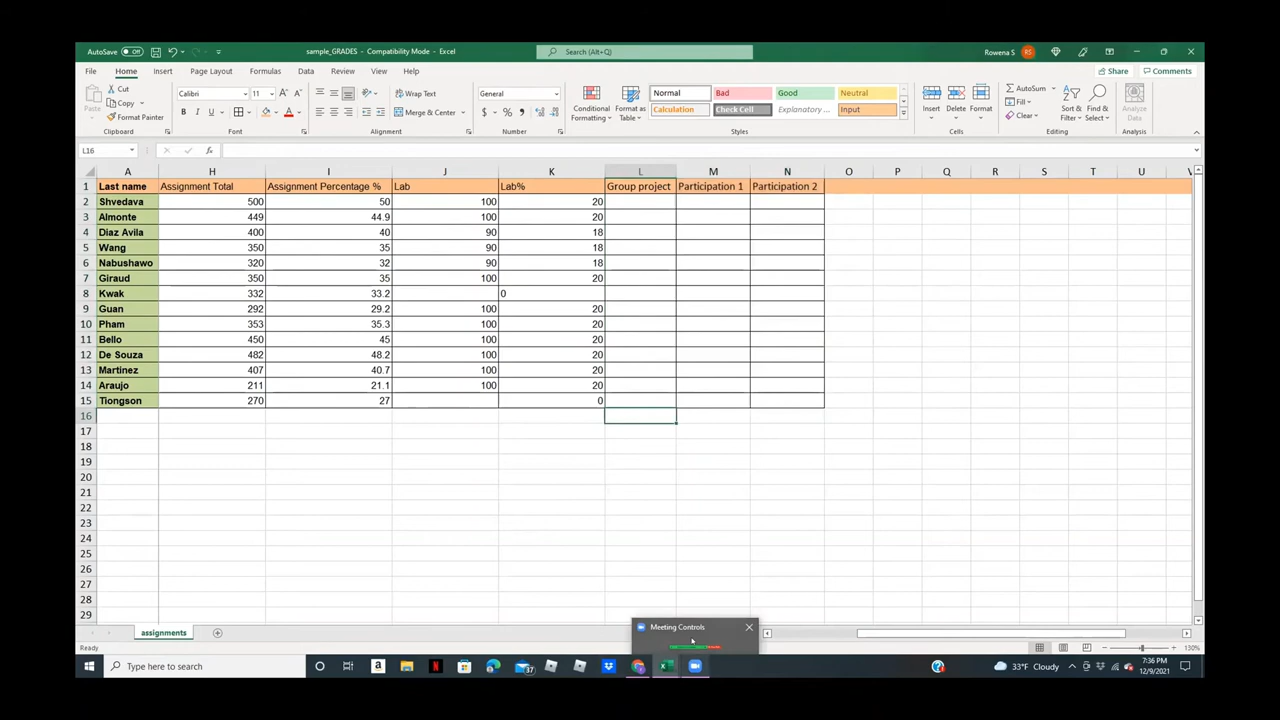 AutoSave Off sample_GRADES - Compatibility Mode - Excel Search (Alt+Q) Rowena S RS
File Home Insert Page Layout Formulas Data Review View Help Share Comments
Cut Calibri 11 Wrap Text General Normal Bad Good Neutral AutoSum
Copy Fill
Paste Format Painter B I U Merge & Center $ % Conditional Formatting Format as Table Calculation Check Cell Explanatory ... Input Insert Delete Format Clear Sort & Filter Find & Select Analyze Data
Clipboard Font Alignment Number Styles Cells Editing Analysis
L16 fx
A H I J K L M N O P Q R S T U V
1 Last name Assignment Total Assignment Percentage % Lab Lab% Group project Participation 1 Participation 2
2 Shvedava 500 50 100 20
3 Almonte 449 44.9 100 20
4 Diaz Avila 400 40 90 18
5 Wang 350 35 90 18
6 Nabushawo 320 32 90 18
7 Giraud 350 35 100 20
8 Kwak 332 33.2 0
9 Guan 292 29.2 100 20
10 Pham 353 35.3 100 20
11 Bello 450 45 100 20
12 De Souza 482 48.2 100 20
13 Martinez 407 40.7 100 20
14 Araujo 211 21.1 100 20
15 Tiongson 270 27 0
16
17
18
19
20
21
22
23
24
25
26
27
28
29
Meeting Controls
assignments
Ready 130%
Type here to search 37 33°F Cloudy 7:36 PM
12/9/2021